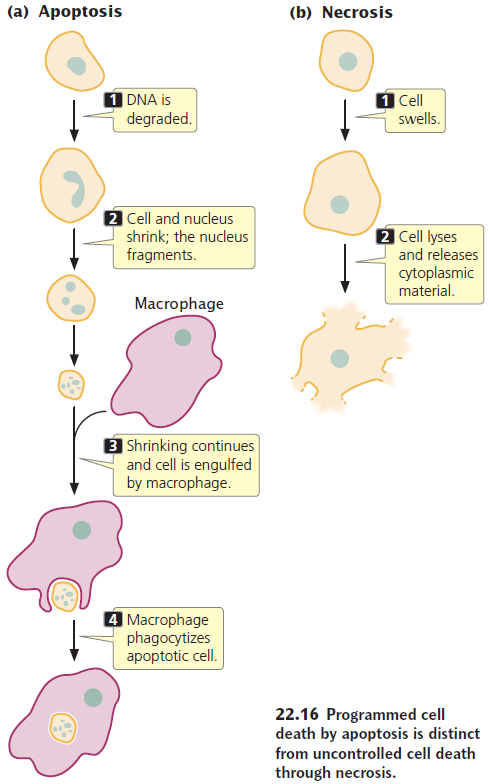 (a) Apoptosis
1 DNA is
degraded.
2 Cell and nucleus
shrink; the nucleus
fragments.
Macrophage
3 Shrinking continues
and cell is engulfed
by macrophage.
4 Macrophage
phagocytizes
apoptotic cell.
(b) Necrosis
1 Cell
swells.
2 Cell lyses
and releases
cytoplasmic
material.
22.16 Programmed cell
death by apoptosis is distinct
from uncontrolled cell death
through necrosis.